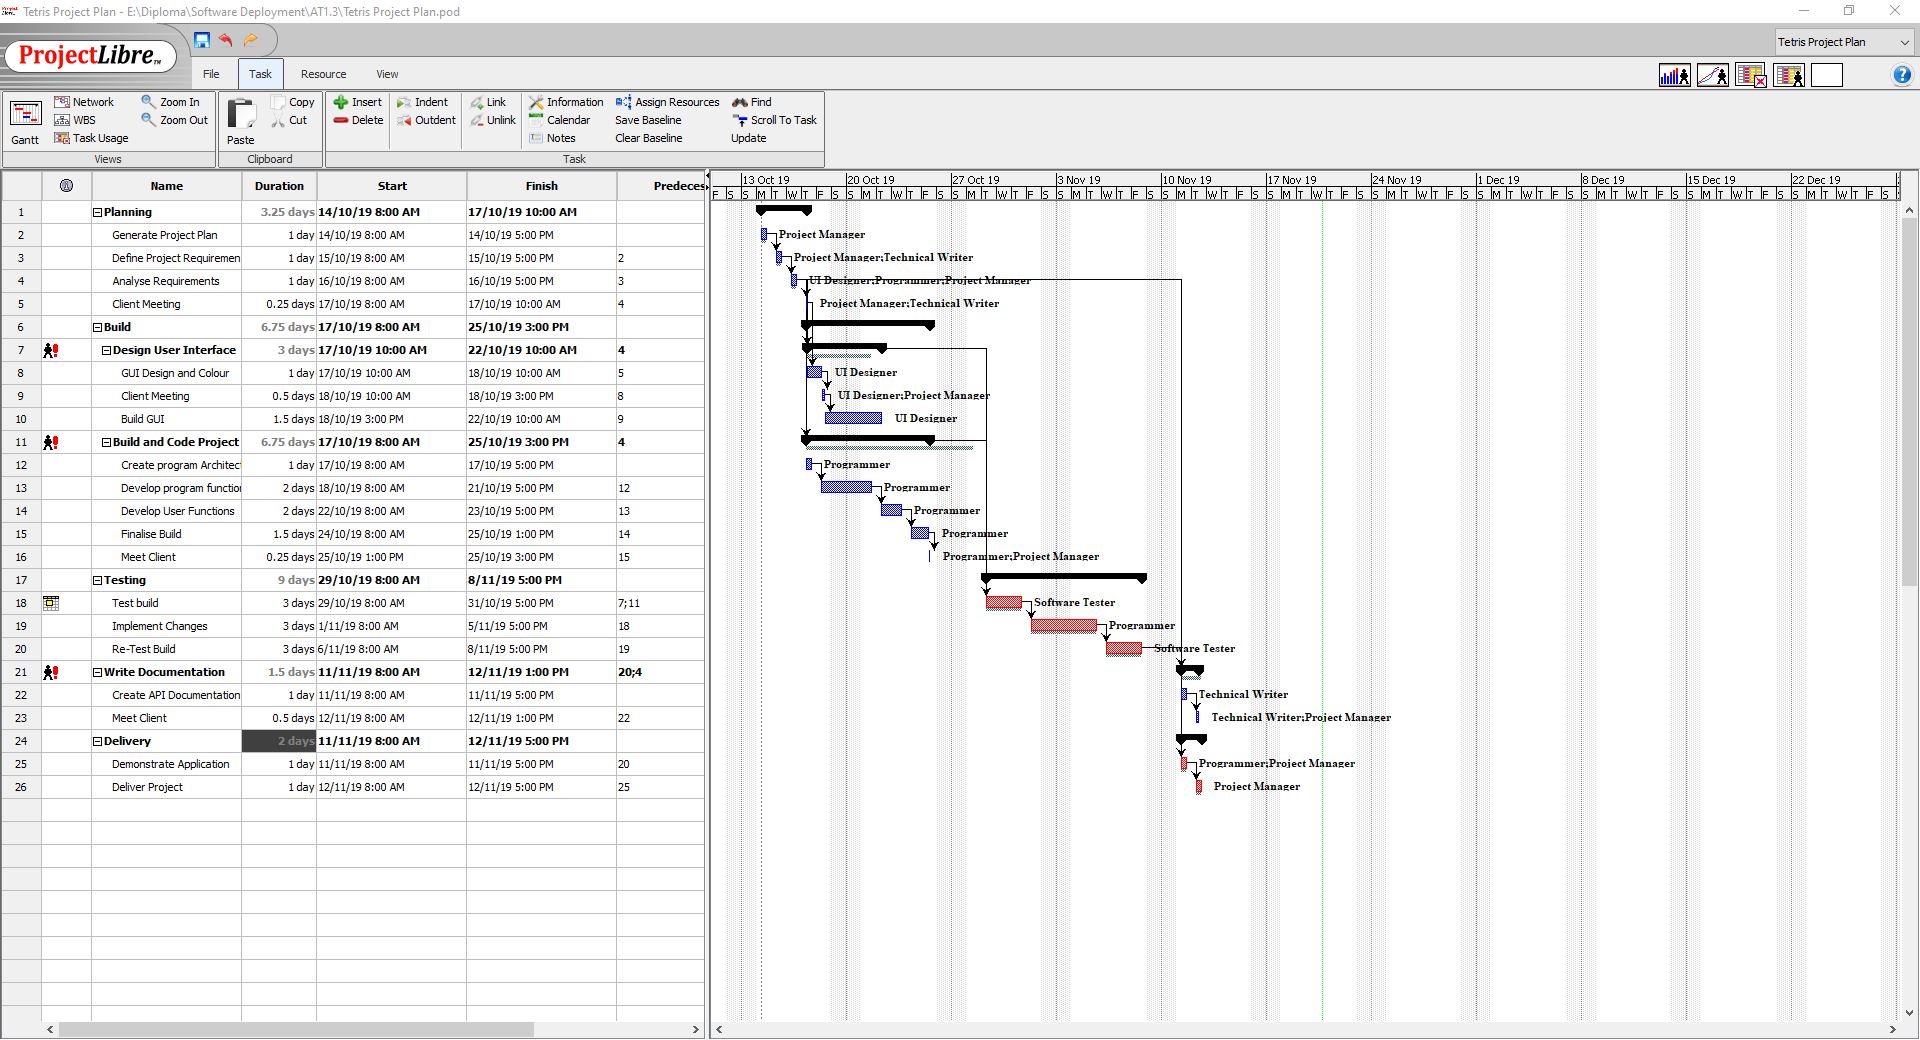 Tetris Project Plan - E:\Diploma\Software Deployment\AT1.3\Tetris Project Plan.pod
ProjectLibre TM
Tetris Project Plan
File Task Resource View
Gantt
Network
WBS
Task Usage
Zoom In
Zoom Out
Views
Paste
Copy
Cut
Clipboard
Insert
Delete
Indent
Outdent
Link
Unlink
Information
Calendar
Notes
Assign Resources
Save Baseline
Clear Baseline
Find
Scroll To Task
Update
Task
Name Duration Start Finish Predeces
1 Planning 3.25 days 14/10/19 8:00 AM 17/10/19 10:00 AM
2 Generate Project Plan 1 day 14/10/19 8:00 AM 14/10/19 5:00 PM
3 Define Project Requiremen 1 day 15/10/19 8:00 AM 15/10/19 5:00 PM 2
4 Analyse Requirements 1 day 16/10/19 8:00 AM 16/10/19 5:00 PM 3
5 Client Meeting 0.25 days 17/10/19 8:00 AM 17/10/19 10:00 AM 4
6 Build 6.75 days 17/10/19 8:00 AM 25/10/19 3:00 PM
7 Design User Interface 3 days 17/10/19 10:00 AM 22/10/19 10:00 AM 4
8 GUI Design and Colour 1 day 17/10/19 10:00 AM 18/10/19 10:00 AM 5
9 Client Meeting 0.5 days 18/10/19 10:00 AM 18/10/19 3:00 PM 8
10 Build GUI 1.5 days 18/10/19 3:00 PM 22/10/19 10:00 AM 9
11 Build and Code Project 6.75 days 17/10/19 8:00 AM 25/10/19 3:00 PM 4
12 Create program Architec 1 day 17/10/19 8:00 AM 17/10/19 5:00 PM
13 Develop program functio 2 days 18/10/19 8:00 AM 21/10/19 5:00 PM 12
14 Develop User Functions 2 days 22/10/19 8:00 AM 23/10/19 5:00 PM 13
15 Finalise Build 1.5 days 24/10/19 8:00 AM 25/10/19 1:00 PM 14
16 Meet Client 0.25 days 25/10/19 1:00 PM 25/10/19 3:00 PM 15
17 Testing 9 days 29/10/19 8:00 AM 8/11/19 5:00 PM
18 Test build 3 days 29/10/19 8:00 AM 31/10/19 5:00 PM 7;11
19 Implement Changes 3 days 1/11/19 8:00 AM 5/11/19 5:00 PM 18
20 Re-Test Build 3 days 6/11/19 8:00 AM 8/11/19 5:00 PM 19
21 Write Documentation 1.5 days 11/11/19 8:00 AM 12/11/19 1:00 PM 20;4
22 Create API Documentation 1 day 11/11/19 8:00 AM 11/11/19 5:00 PM
23 Meet Client 0.5 days 12/11/19 8:00 AM 12/11/19 1:00 PM 22
24 Delivery 2 days 11/11/19 8:00 AM 12/11/19 5:00 PM
25 Demonstrate Application 1 day 11/11/19 8:00 AM 11/11/19 5:00 PM 20
26 Deliver Project 1 day 12/11/19 8:00 AM 12/11/19 5:00 PM 25
13 Oct 19 20 Oct 19 27 Oct 19 3 Nov 19 10 Nov 19 17 Nov 19 24 Nov 19 1 Dec 19 8 Dec 19 15 Dec 19 22 Dec 19
F S S M T W T F S S M T W T F S S M T W T F S S M T W T F S S M T W T F S S M T W T F S S M T W T F S S M T W T F S S M T W T F S S M T W T F S S M T W T F S
Project Manager
Project Manager;Technical Writer
UI Designer;Programmer;Project Manager
Project Manager;Technical Writer
UI Designer
UI Designer;Project Manager
UI Designer
Programmer
Programmer
Programmer
Programmer
Programmer;Project Manager
Software Tester
Programmer
Software Tester
Technical Writer
Technical Writer;Project Manager
Programmer;Project Manager
Project Manager